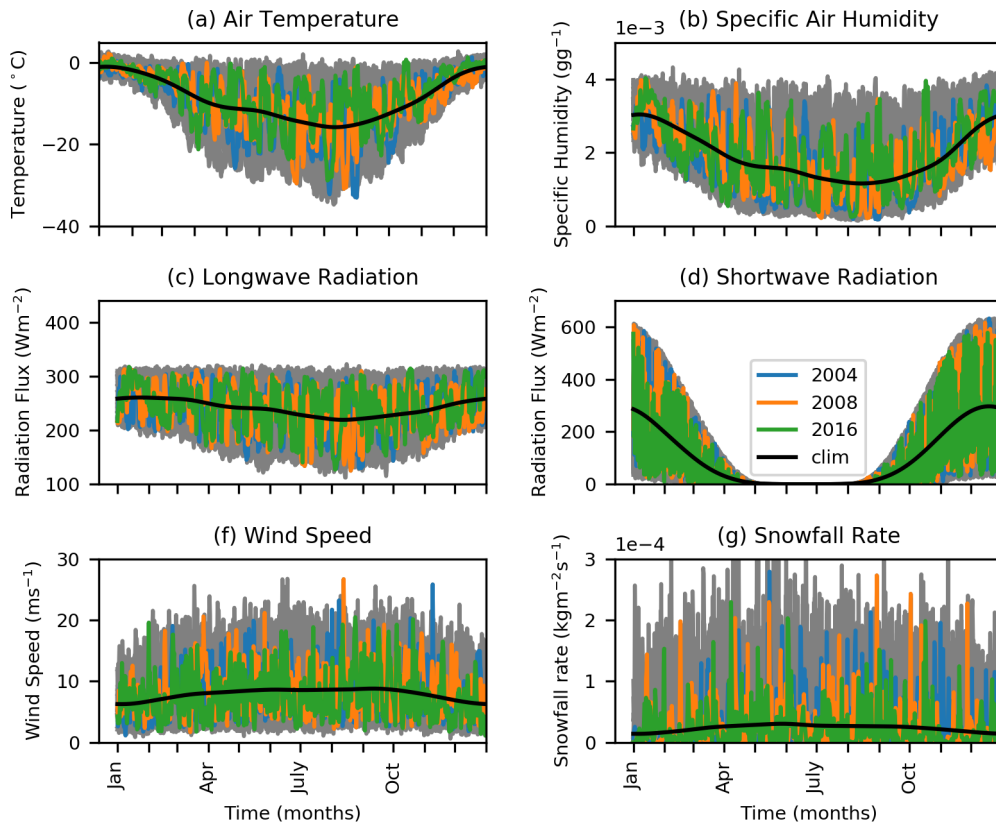 (a) Air Temperature
(b) Specific Air Humidity
1e−3
Temperature (°C)
0
−20
−40
Specific Humidity (gg⁻¹)
4
2
0
(c) Longwave Radiation
(d) Shortwave Radiation
Radiation Flux (Wm⁻²)
400
300
200
100
Radiation Flux (Wm⁻²)
600
400
200
0
2004
2008
2016
clim
(f) Wind Speed
(g) Snowfall Rate
1e−4
Wind Speed (ms⁻¹)
30
20
10
0
Snowfall rate (kgm⁻²s⁻¹)
3
2
1
0
Jan
Apr
July
Oct
Jan
Apr
July
Oct
Time (months)
Time (months)